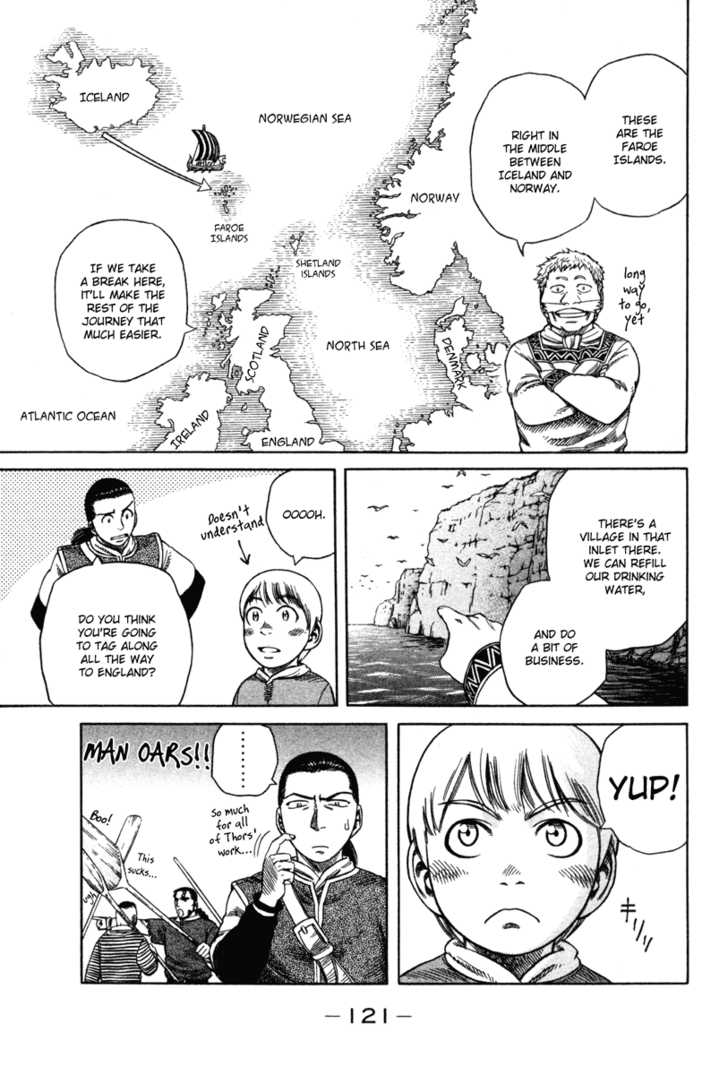 THESE
ARE THE
FAROE
ISLANDS.
RIGHT IN
THE MIDDLE
BETWEEN
ICELAND AND
NORWAY.
long
way
to go,
yet
ICELAND
NORWEGIAN SEA
NORWAY
FAROE
ISLANDS
SHETLAND
ISLANDS
IF WE TAKE
A BREAK HERE,
IT'LL MAKE THE
REST OF THE
JOURNEY THAT
MUCH EASIER.
SCOTLAND
NORTH SEA
DENMARK
ATLANTIC OCEAN
IRELAND
ENGLAND
THERE'S A
VILLAGE IN THAT
INLET THERE.
WE CAN REFILL
OUR DRINKING
WATER,
AND DO
A BIT OF
BUSINESS.
OOOOH.
Doesn't
understand
DO YOU THINK
YOU'RE GOING
TO TAG ALONG
ALL THE WAY
TO ENGLAND?
YUP!
キリリッ
........
MAN OARS!!
So much
for all
of Thors'
work...
Boo!
This
sucks...
Ugh
-121-